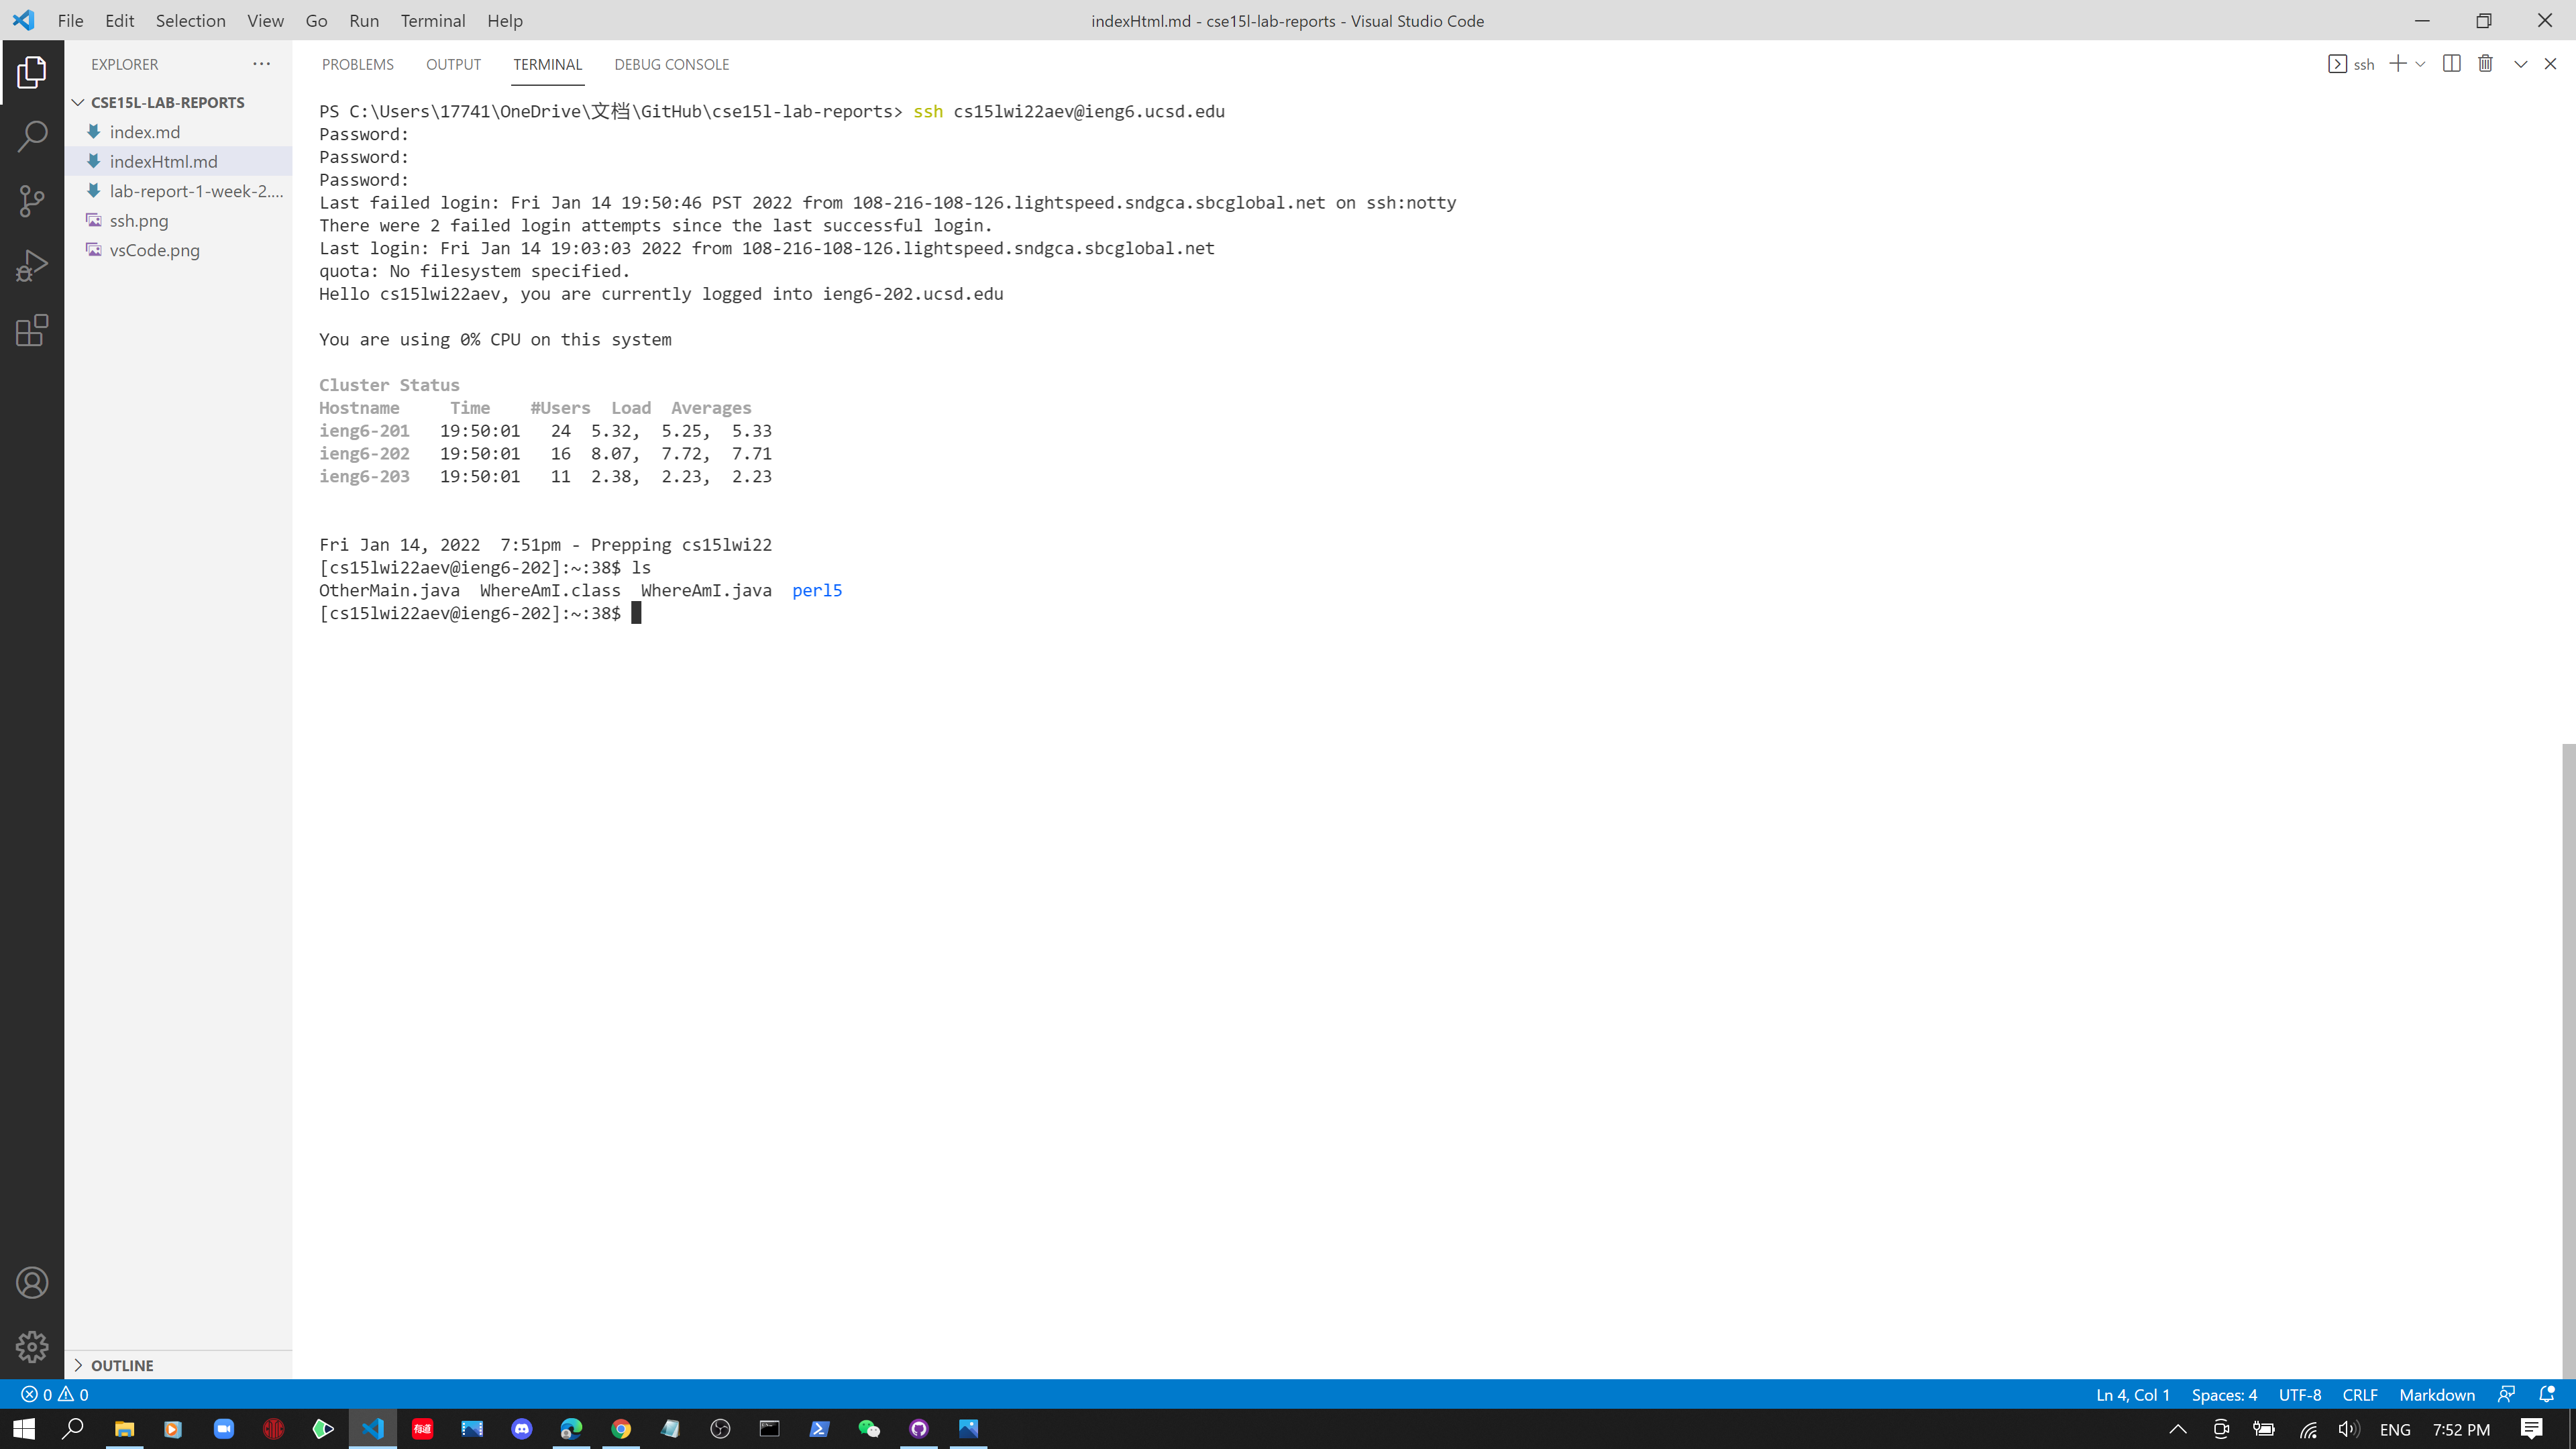 File Edit Selection View Go Run Terminal Help
indexHtml.md - cse15l-lab-reports - Visual Studio Code
EXPLORER
CSE15L-LAB-REPORTS
index.md
indexHtml.md
lab-report-1-week-2....
ssh.png
vsCode.png
OUTLINE
PROBLEMS OUTPUT TERMINAL DEBUG CONSOLE
ssh
PS C:\Users\17741\OneDrive\文档\GitHub\cse15l-lab-reports> ssh cs15lwi22aev@ieng6.ucsd.edu
Password:
Password:
Password:
Last failed login: Fri Jan 14 19:50:46 PST 2022 from 108-216-108-126.lightspeed.sndgca.sbcglobal.net on ssh:notty
There were 2 failed login attempts since the last successful login.
Last login: Fri Jan 14 19:03:03 2022 from 108-216-108-126.lightspeed.sndgca.sbcglobal.net
quota: No filesystem specified.
Hello cs15lwi22aev, you are currently logged into ieng6-202.ucsd.edu
You are using 0% CPU on this system
Cluster Status
Hostname Time #Users Load Averages
ieng6-201 19:50:01 24 5.32, 5.25, 5.33
ieng6-202 19:50:01 16 8.07, 7.72, 7.71
ieng6-203 19:50:01 11 2.38, 2.23, 2.23
Fri Jan 14, 2022 7:51pm - Prepping cs15lwi22
[cs15lwi22aev@ieng6-202]:~:38$ ls
OtherMain.java WhereAmI.class WhereAmI.java perl5
[cs15lwi22aev@ieng6-202]:~:38$
0 0
Ln 4, Col 1 Spaces: 4 UTF-8 CRLF Markdown
有道
ENG 7:52 PM